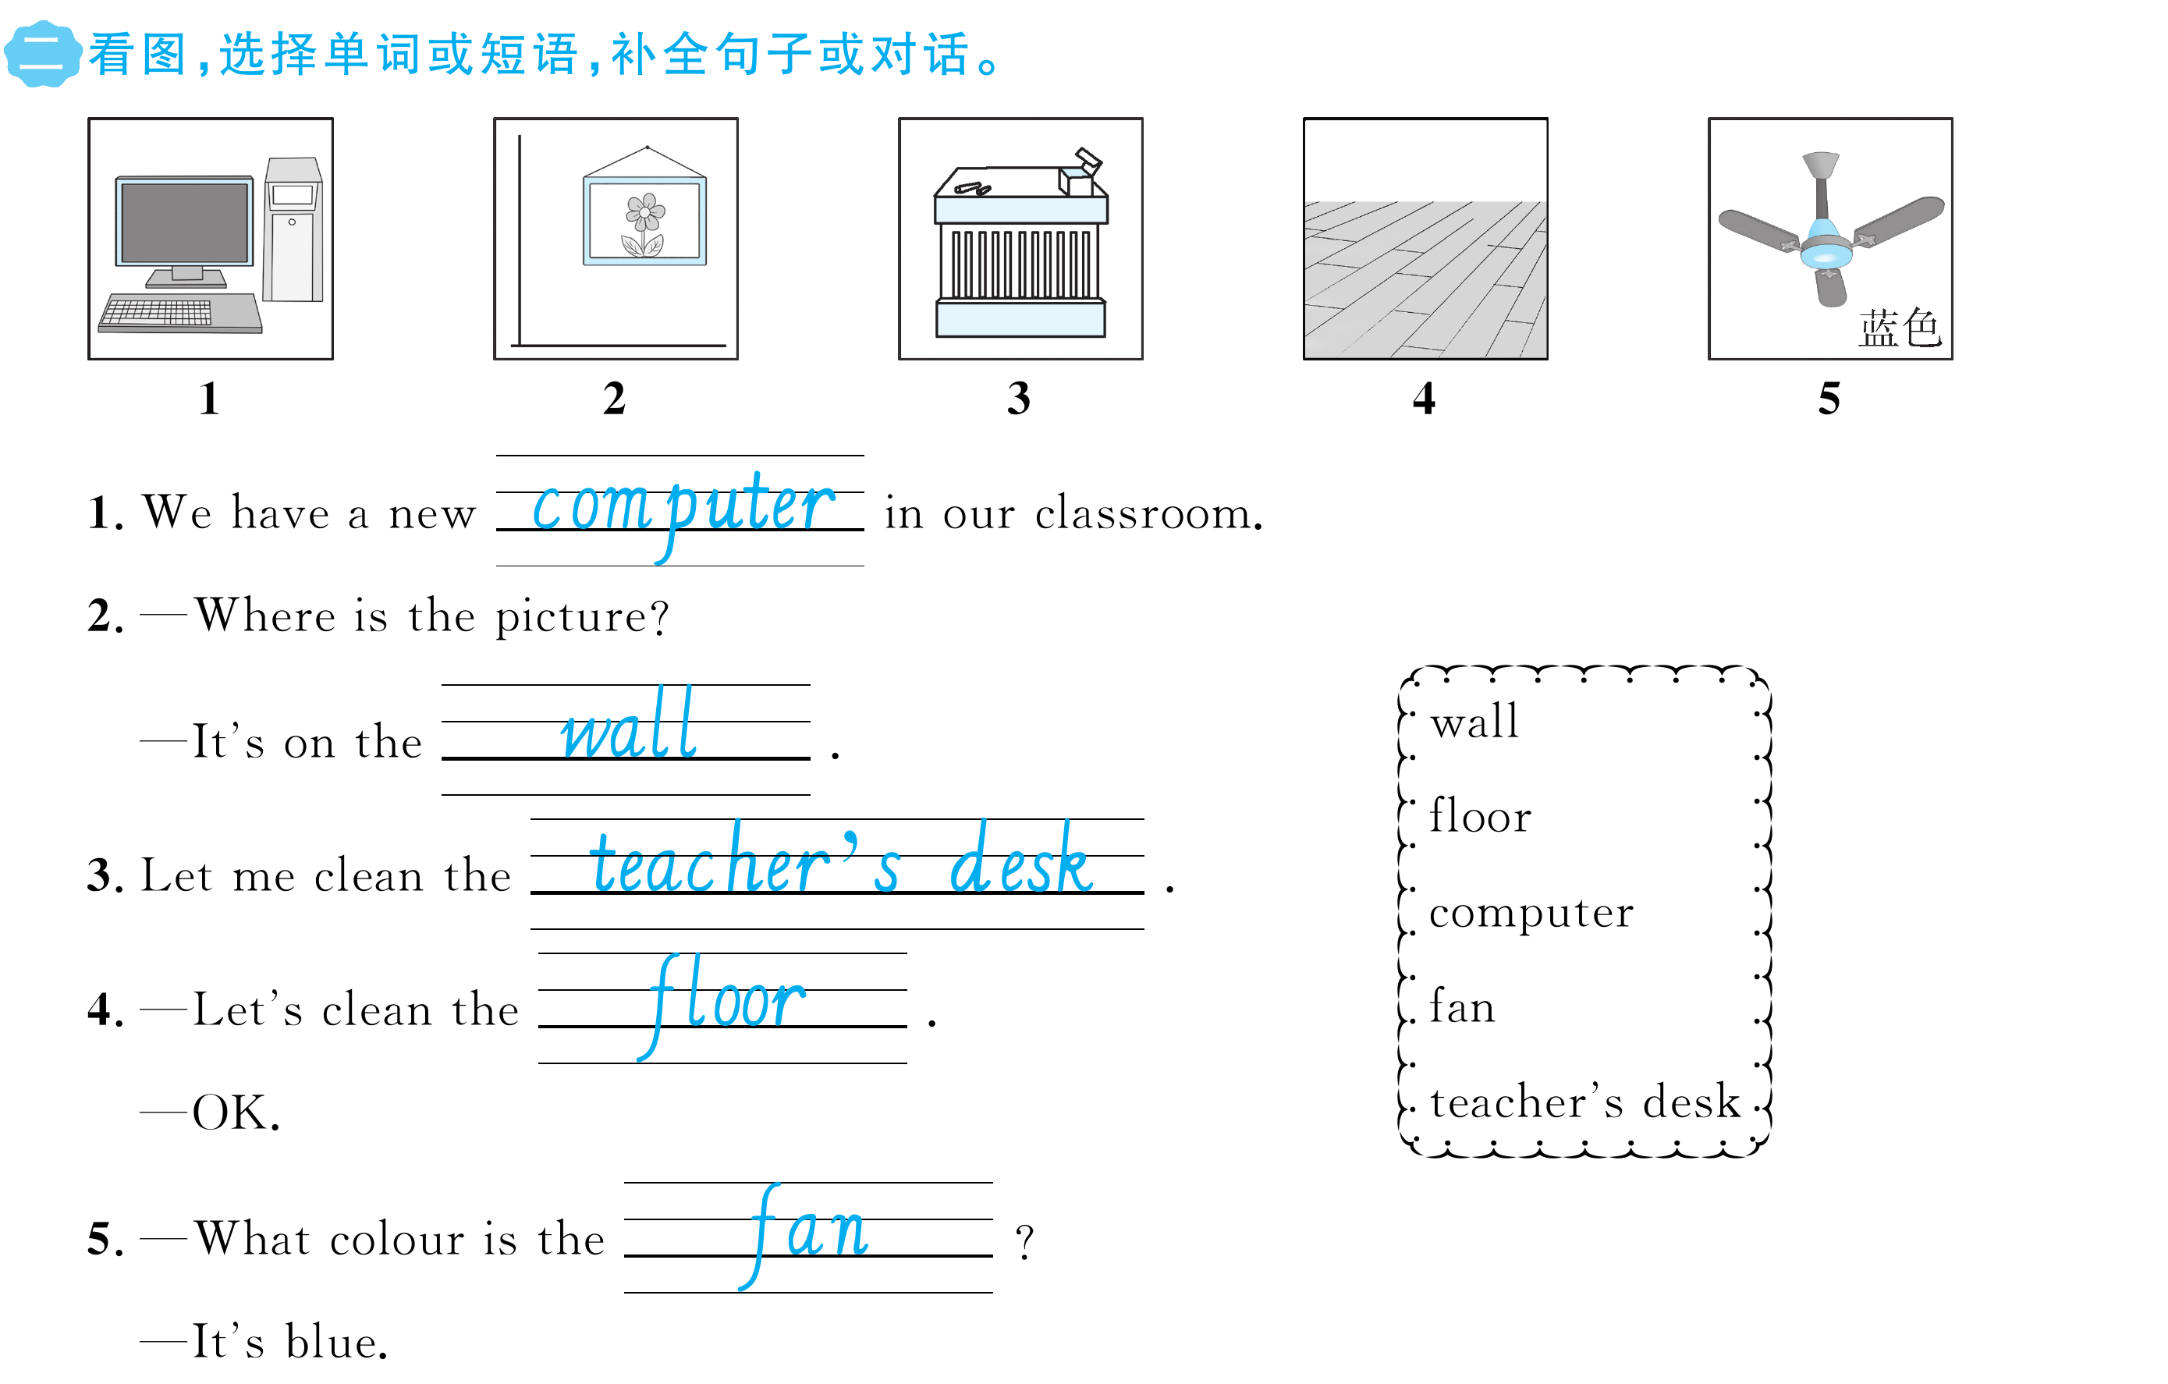 二 看图,选择单词或短语,补全句子或对话。
蓝色
1 2 3 4 5
1. We have a new computer in our classroom.
2. —Where is the picture?
—It's on the wall .
3. Let me clean the teacher's desk .
4. —Let's clean the floor .
—OK.
5. —What colour is the fan ?
—It's blue.
wall
floor
computer
fan
teacher's desk